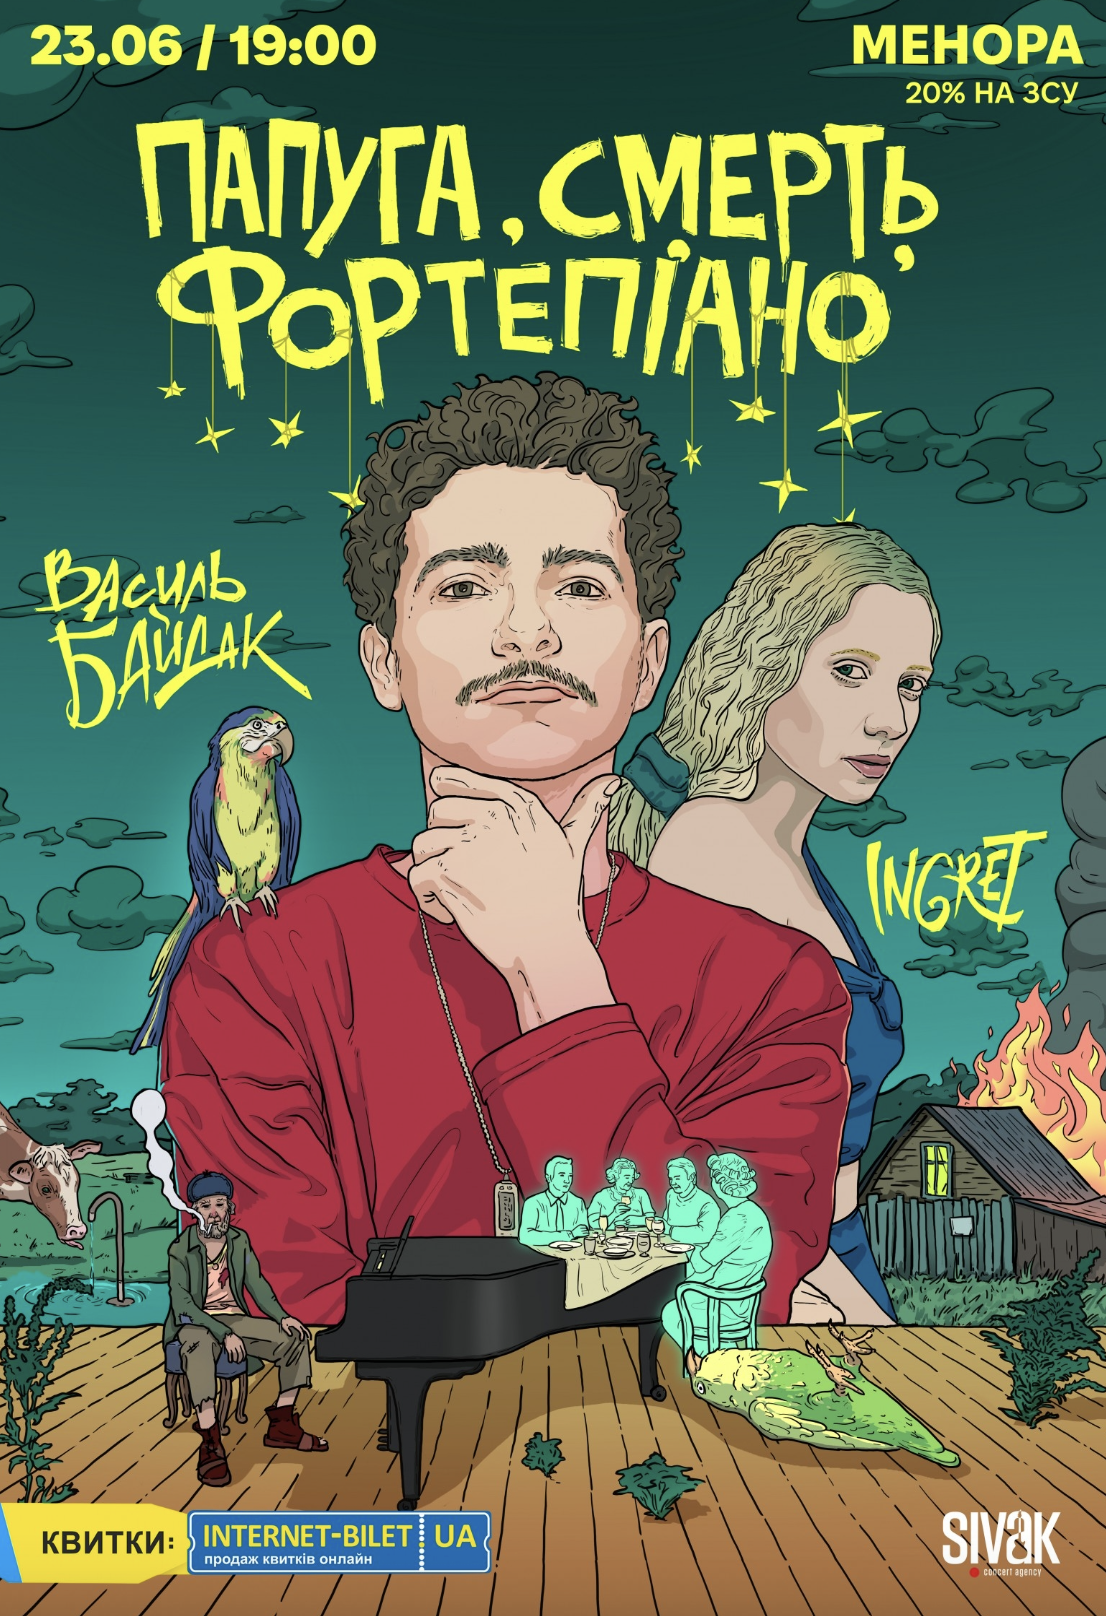 23.06 / 19:00
МЕНОРА
20% НА ЗСУ
ПАПУГА, СМЕРТЬ,
ФОРТЕПІАНО
ВАСИЛЬ
БАЙДАК
INGRET
КВИТКИ:
INTERNET-BILET UA
продаж квитків онлайн
SIVAK
concert agency